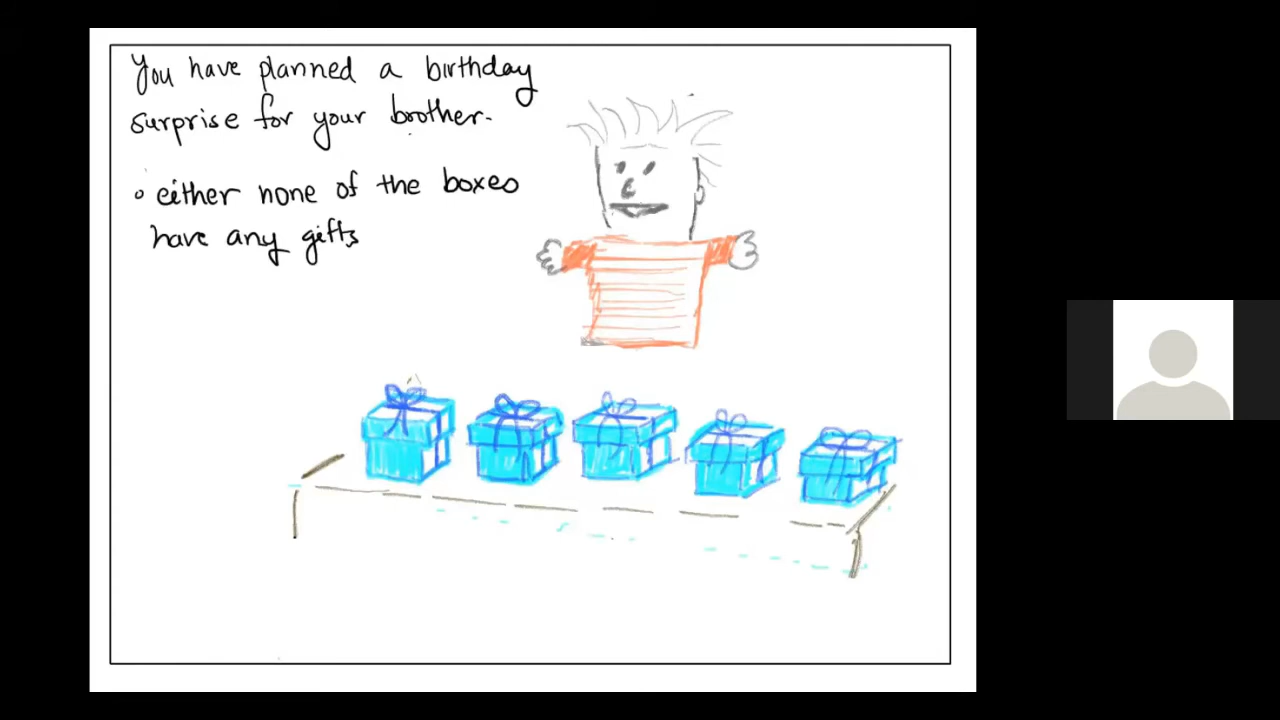 You have planned a birthday
surprise for your brother.
• either none of the boxes
have any gifts